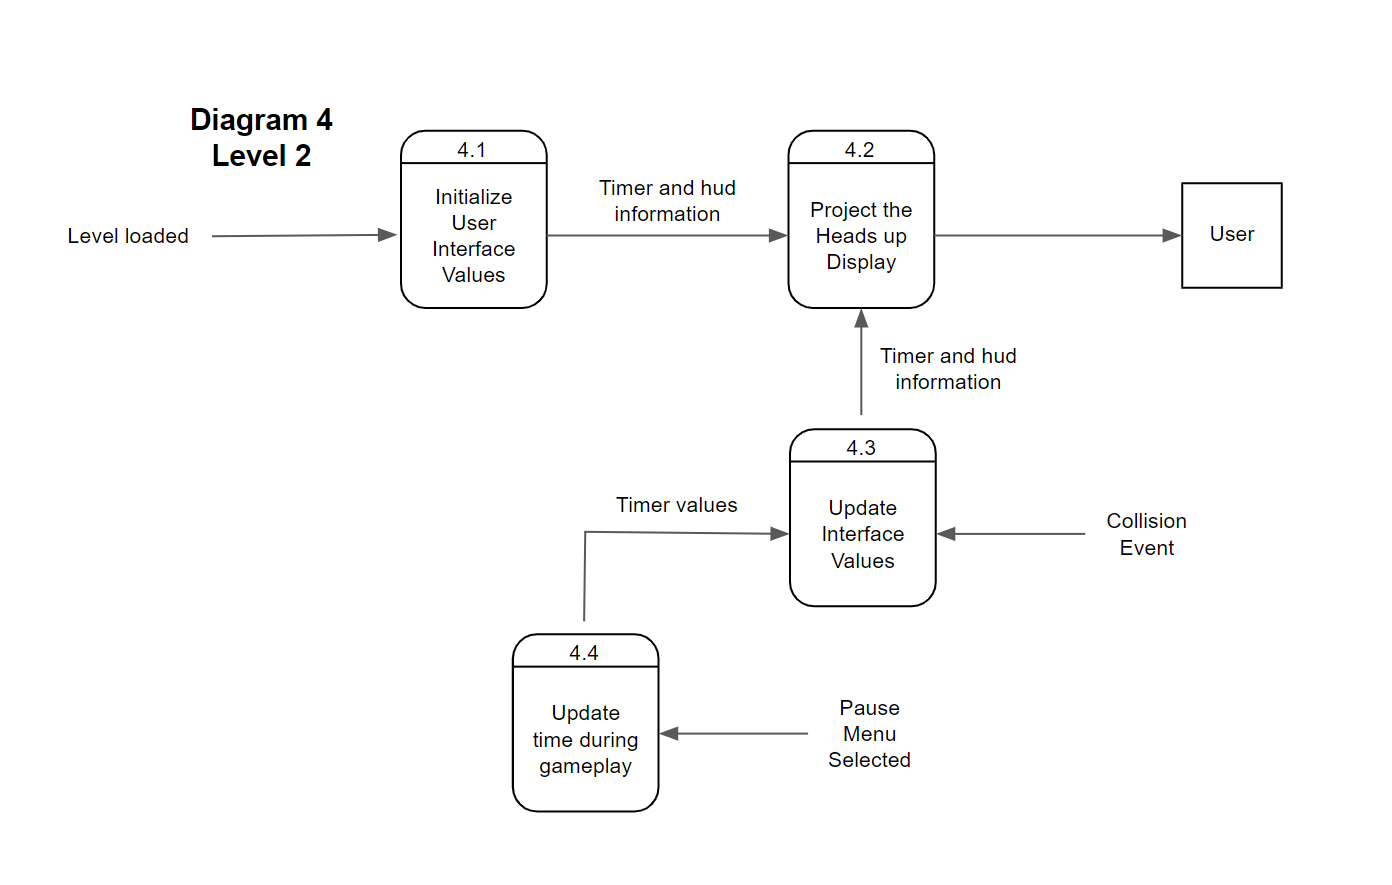 Diagram 4
Level 2
4.1
Initialize
User
Interface
Values
Level loaded
Timer and hud
information
4.2
Project the
Heads up
Display
User
Timer and hud
information
4.3
Update
Interface
Values
Timer values
Collision
Event
4.4
Update
time during
gameplay
Pause
Menu
Selected